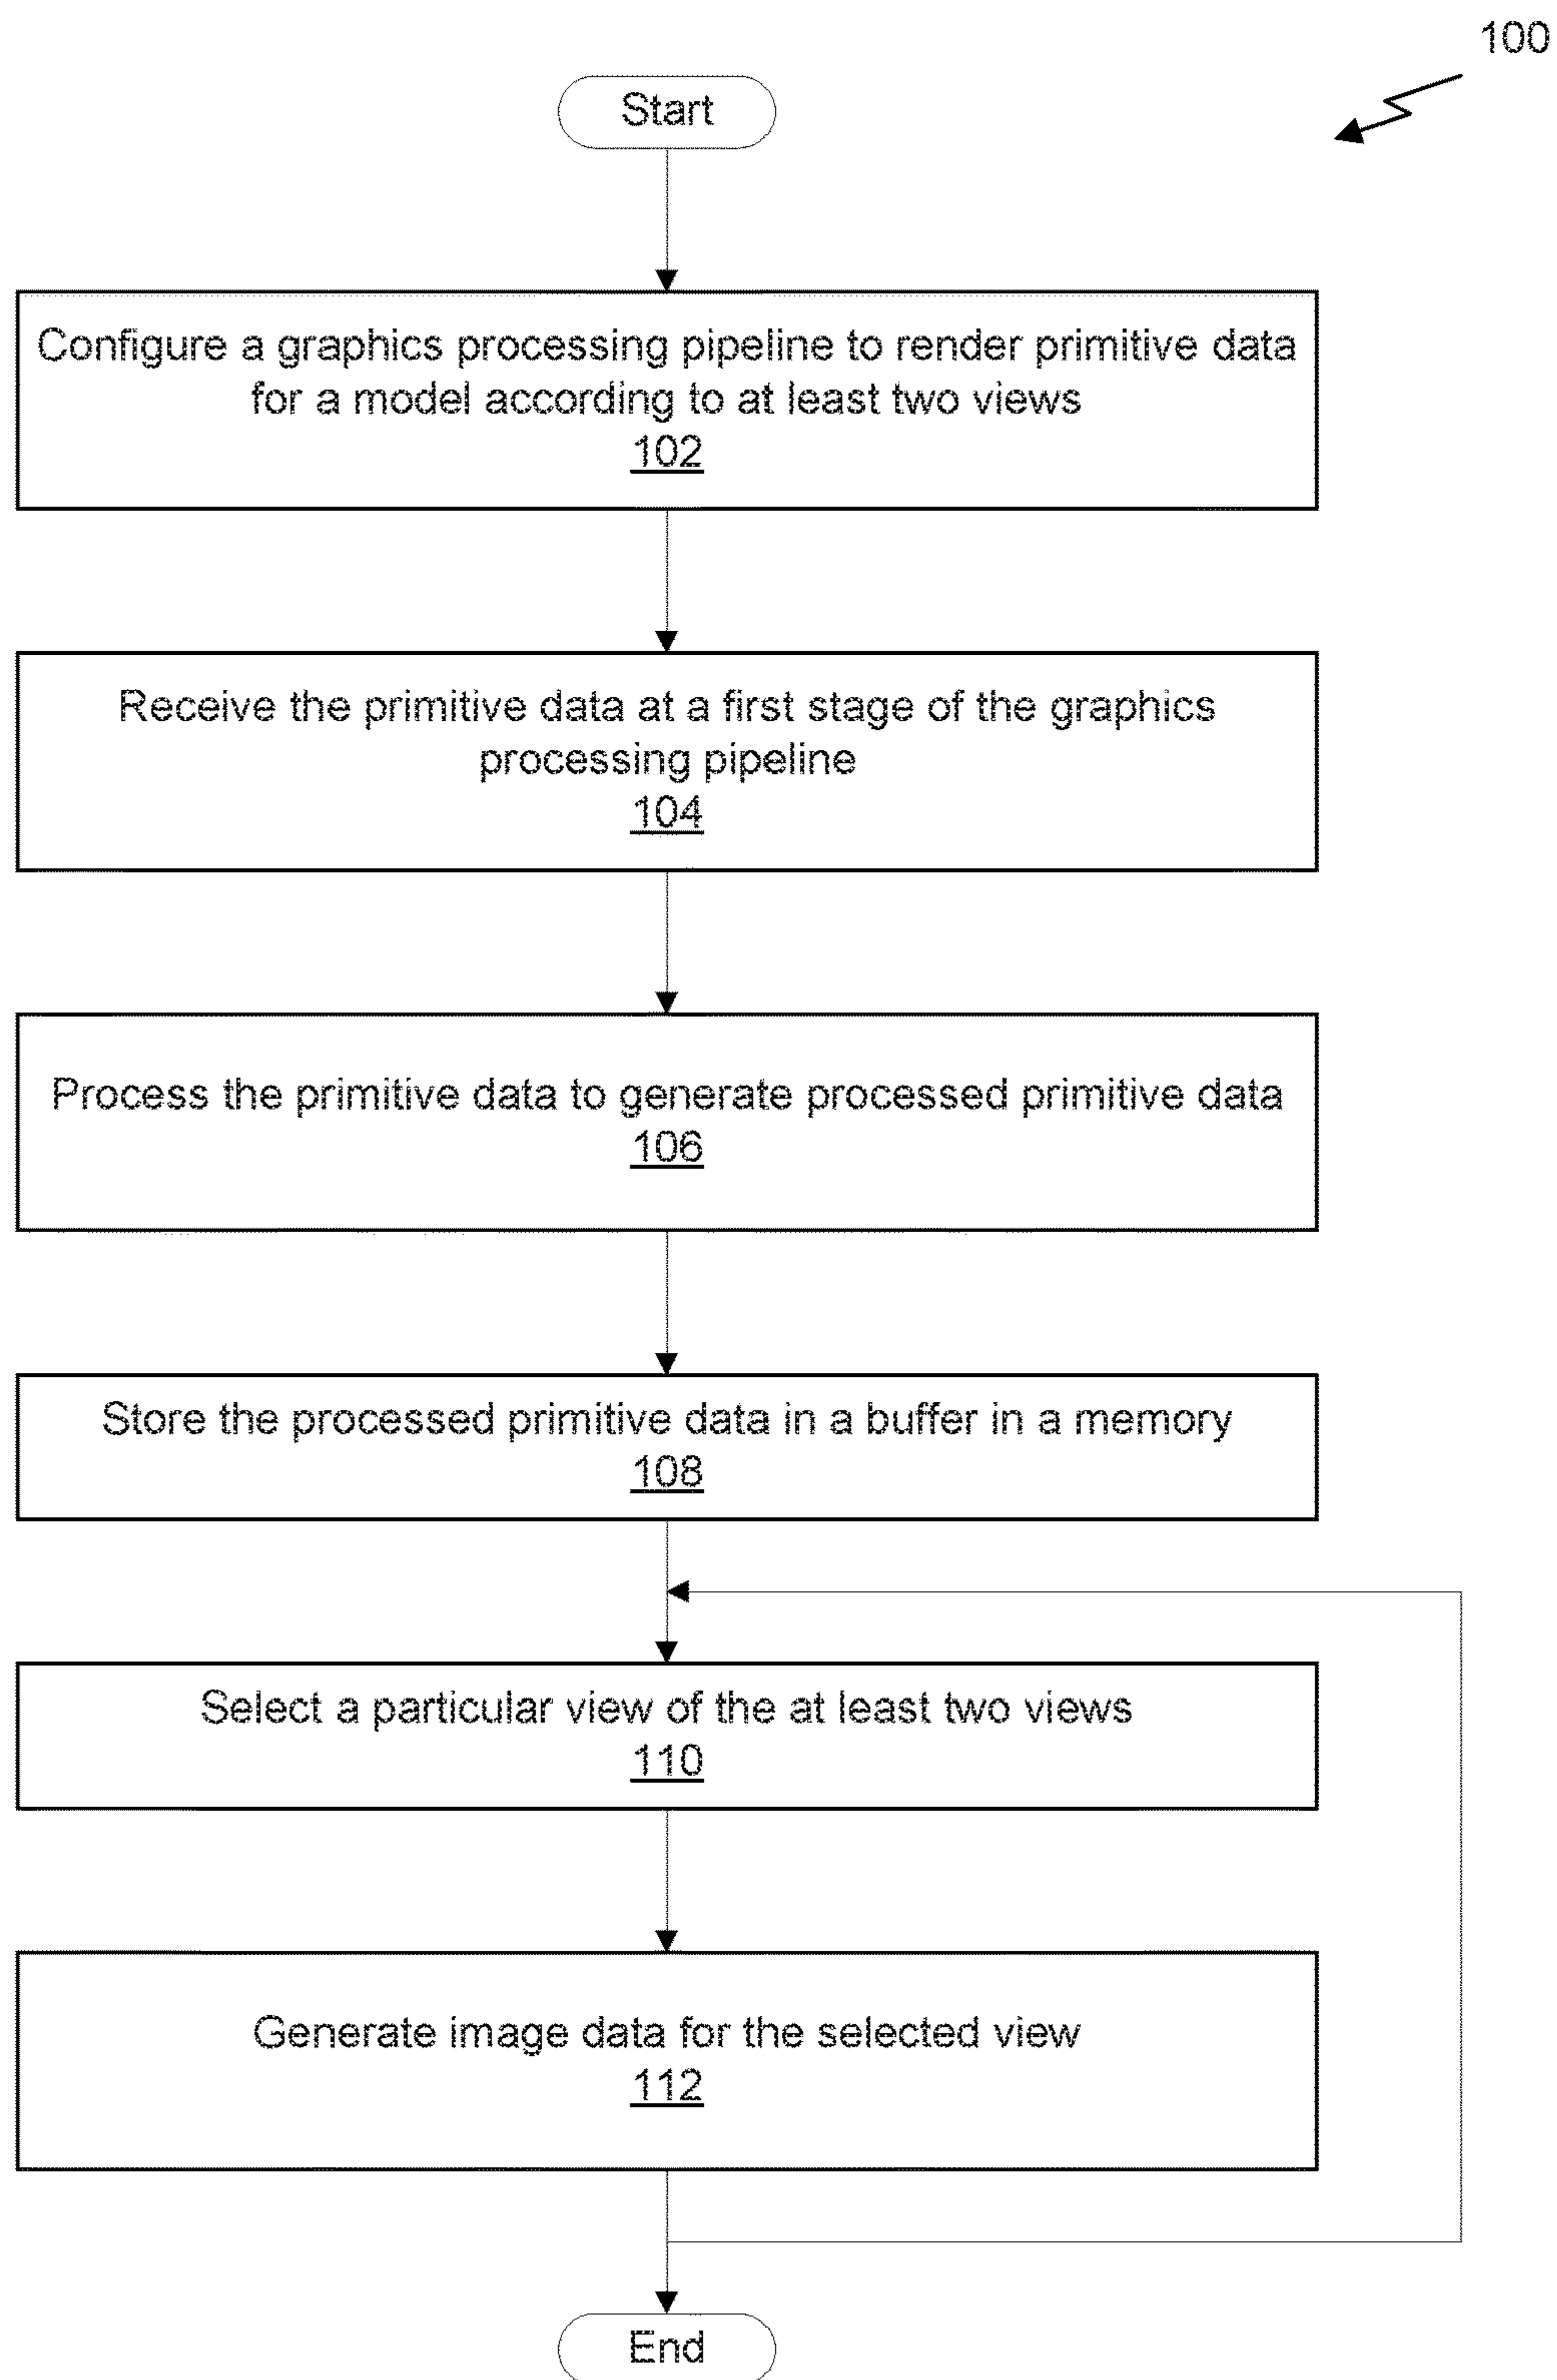 100
Start
Configure a graphics processing pipeline to render primitive data
for a model according to at least two views
102
Receive the primitive data at a first stage of the graphics
processing pipeline
104
Process the primitive data to generate processed primitive data
106
Store the processed primitive data in a buffer in a memory
108
Select a particular view of the at least two views
110
Generate image data for the selected view
112
End